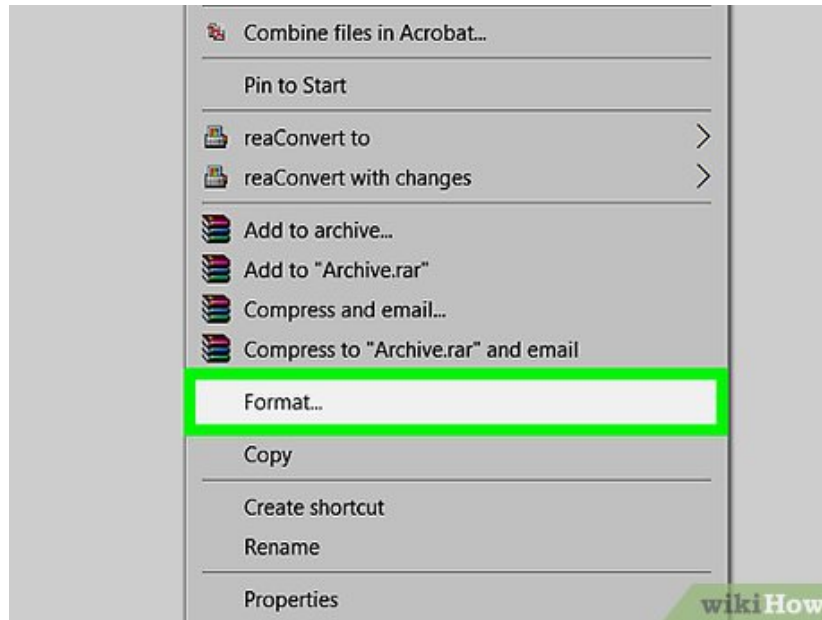 Combine files in Acrobat...
Pin to Start
reaConvert to
reaConvert with changes
Add to archive...
Add to "Archive.rar"
Compress and email...
Compress to "Archive.rar" and email
Format...
Copy
Create shortcut
Rename
Properties
wikiHow